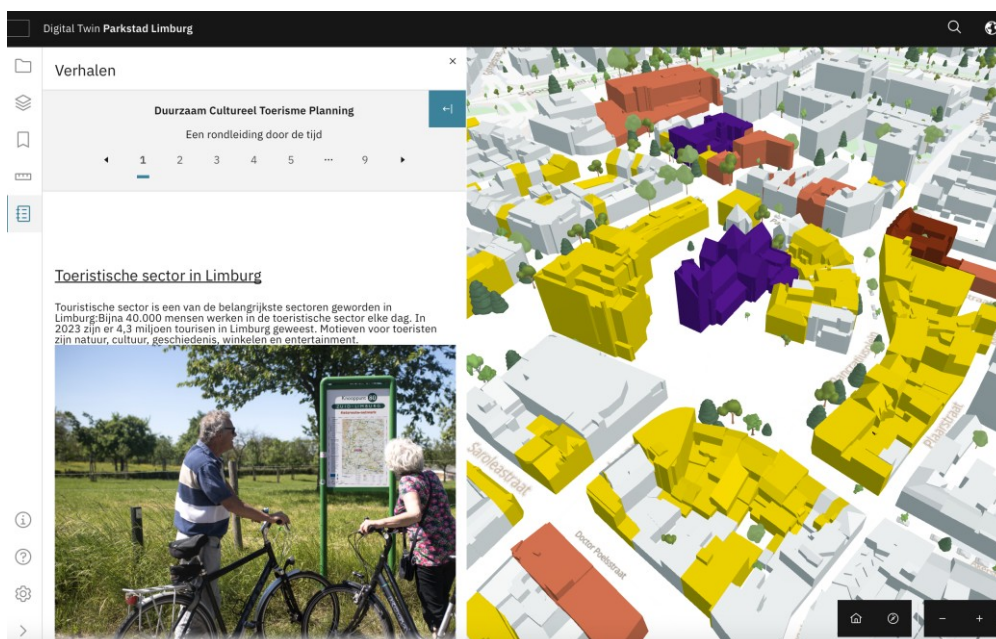 Digital Twin Parkstad Limburg
Verhalen
Duurzaam Cultureel Toerisme Planning
Een rondleiding door de tijd
1 2 3 4 5 ... 9
Toeristische sector in Limburg
Touristische sector is een van de belangrijkste sectoren geworden in
Limburg:Bijna 40.000 mensen werken in de toeristische sector elke dag. In
2023 zijn er 4,3 miljoen tourisen in Limburg geweest. Motieven voor toeristen
zijn natuur, cultuur, geschiedenis, winkelen en entertainment.
Knooppunt
ZUID-LIMBURG
Saroleastraat
Doctor Poelsstraat